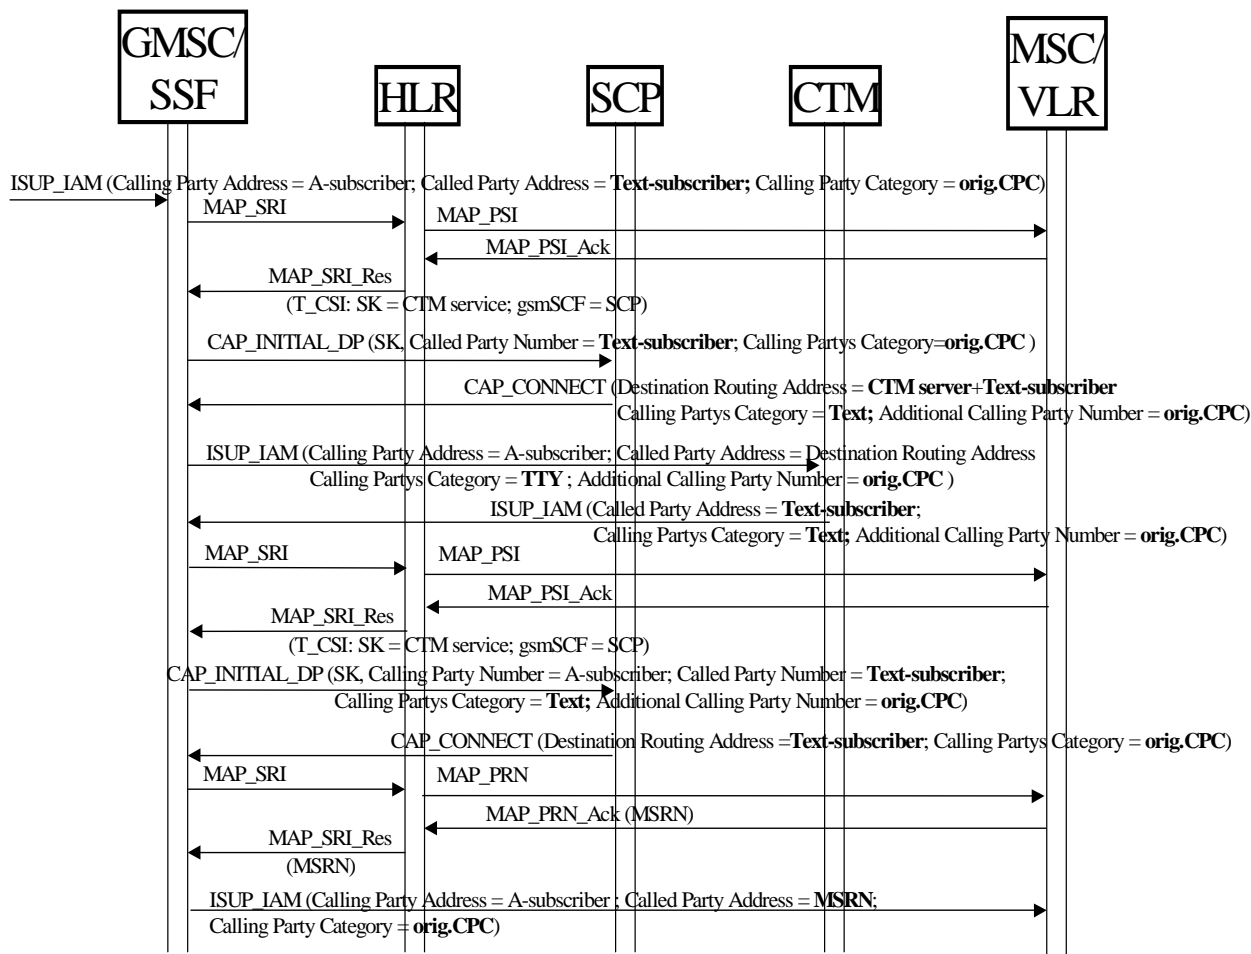 GMSC/
SSF
HLR
SCP
CTM
MSC/
VLR
ISUP_IAM (Calling Party Address = A-subscriber; Called Party Address = Text-subscriber; Calling Party Category = orig.CPC)
MAP_SRI
MAP_PSI
MAP_PSI_Ack
MAP_SRI_Res
(T_CSI: SK = CTM service; gsmSCF = SCP)
CAP_INITIAL_DP (SK, Called Party Number = Text-subscriber; Calling Partys Category=orig.CPC )
CAP_CONNECT (Destination Routing Address = CTM server+Text-subscriber
Calling Partys Category = Text; Additional Calling Party Number = orig.CPC)
ISUP_IAM (Calling Party Address = A-subscriber; Called Party Address = Destination Routing Address
Calling Partys Category = TTY ; Additional Calling Party Number = orig.CPC )
ISUP_IAM (Called Party Address = Text-subscriber;
Calling Partys Category = Text; Additional Calling Party Number = orig.CPC)
MAP_SRI
MAP_PSI
MAP_PSI_Ack
MAP_SRI_Res
(T_CSI: SK = CTM service; gsmSCF = SCP)
CAP_INITIAL_DP (SK, Calling Party Number = A-subscriber; Called Party Number = Text-subscriber;
Calling Partys Category = Text; Additional Calling Party Number = orig.CPC)
CAP_CONNECT (Destination Routing Address =Text-subscriber; Calling Partys Category = orig.CPC)
MAP_SRI
MAP_PRN
MAP_PRN_Ack (MSRN)
MAP_SRI_Res
(MSRN)
ISUP_IAM (Calling Party Address = A-subscriber ; Called Party Address = MSRN;
Calling Party Category = orig.CPC)